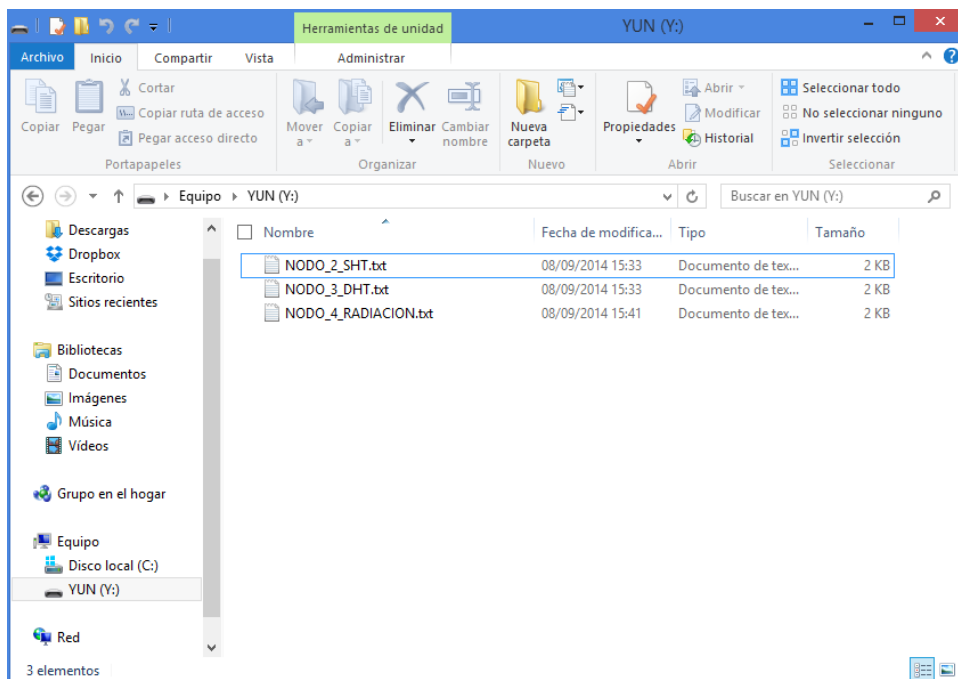 Herramientas de unidad YUN (Y:)
Archivo Inicio Compartir Vista Administrar
Copiar
Pegar
Cortar
Copiar ruta de acceso
Pegar acceso directo
Portapapeles
Mover a
Copiar a
Eliminar
Cambiar nombre
Organizar
Nueva carpeta
Nuevo
Propiedades
Abrir
Modificar
Historial
Abrir
Seleccionar todo
No seleccionar ninguno
Invertir selección
Seleccionar
Equipo YUN (Y:) Buscar en YUN (Y:)
Descargas
Dropbox
Escritorio
Sitios recientes
Bibliotecas
Documentos
Imágenes
Música
Vídeos
Grupo en el hogar
Equipo
Disco local (C:)
YUN (Y:)
Red
Nombre Fecha de modifica... Tipo Tamaño
NODO_2_SHT.txt 08/09/2014 15:33 Documento de tex... 2 KB
NODO_3_DHT.txt 08/09/2014 15:33 Documento de tex... 2 KB
NODO_4_RADIACION.txt 08/09/2014 15:41 Documento de tex... 2 KB
3 elementos